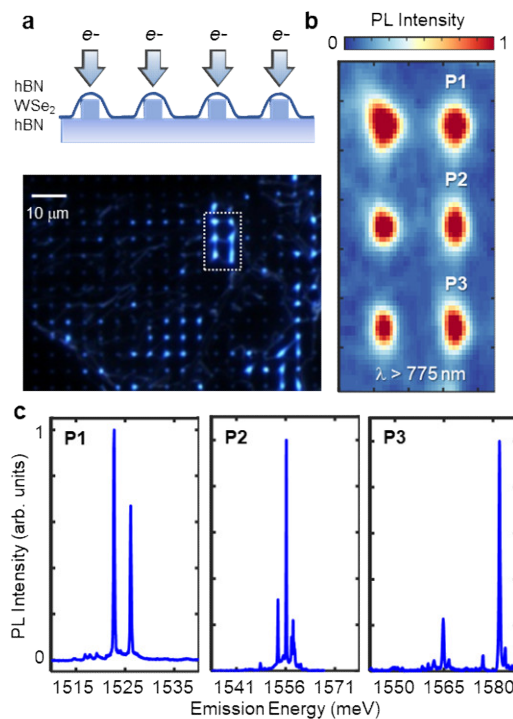 a
e- e- e- e-
hBN
WSe₂
hBN
10 μm
b
PL Intensity
0 1
P1
P2
P3
λ > 775 nm
c
PL Intensity (arb. units)
1
0
P1
P2
P3
1515 1525 1535
1541 1556 1571
1550 1565 1580
Emission Energy (meV)